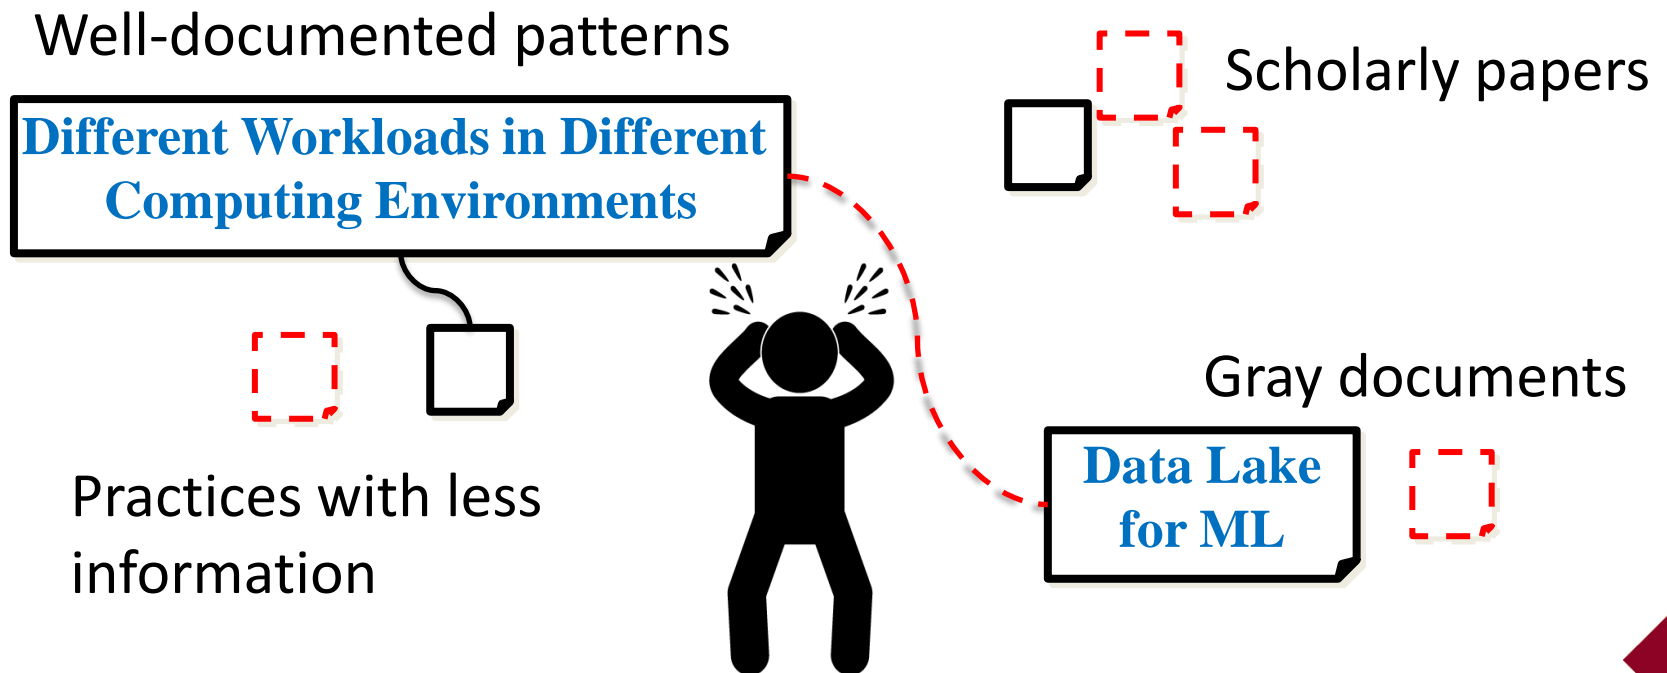 Well-documented patterns
Different Workloads in Different
Computing Environments
Scholarly papers
Practices with less
information
Gray documents
Data Lake
for ML